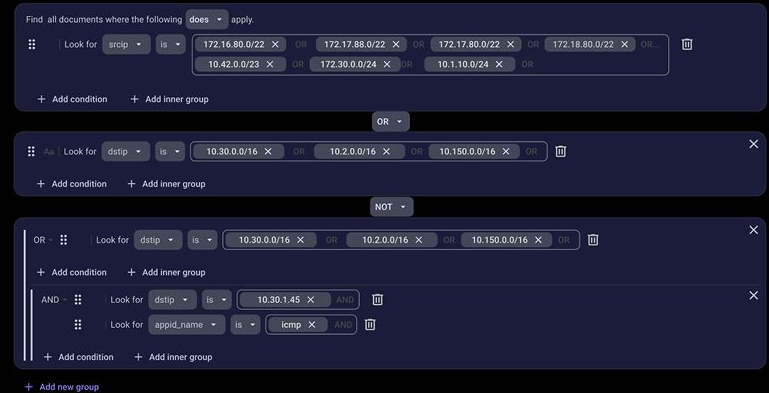 Find all documents where the following does apply.
Look for srcip is 172.16.80.0/22 OR 172.17.88.0/22 OR 172.17.80.0/22 OR 172.18.80.0/22 OR...
10.42.0.0/23 OR 172.30.0.0/24 OR 10.1.10.0/24 OR
+ Add condition + Add inner group
OR
Aa Look for dstip is 10.30.0.0/16 OR 10.2.0.0/16 OR 10.150.0.0/16 OR
+ Add condition + Add inner group
NOT
OR Look for dstip is 10.30.0.0/16 OR 10.2.0.0/16 OR 10.150.0.0/16 OR
+ Add condition + Add inner group
AND Look for dstip is 10.30.1.45 AND
Look for appid_name is icmp AND
+ Add condition + Add inner group
+ Add new group